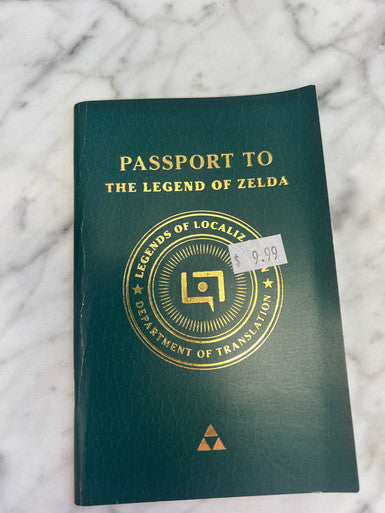 PASSPORT TO
THE LEGEND OF ZELDA
LEGENDS OF LOCALIZ
$ 9.99
DEPARTMENT OF TRANSLATION